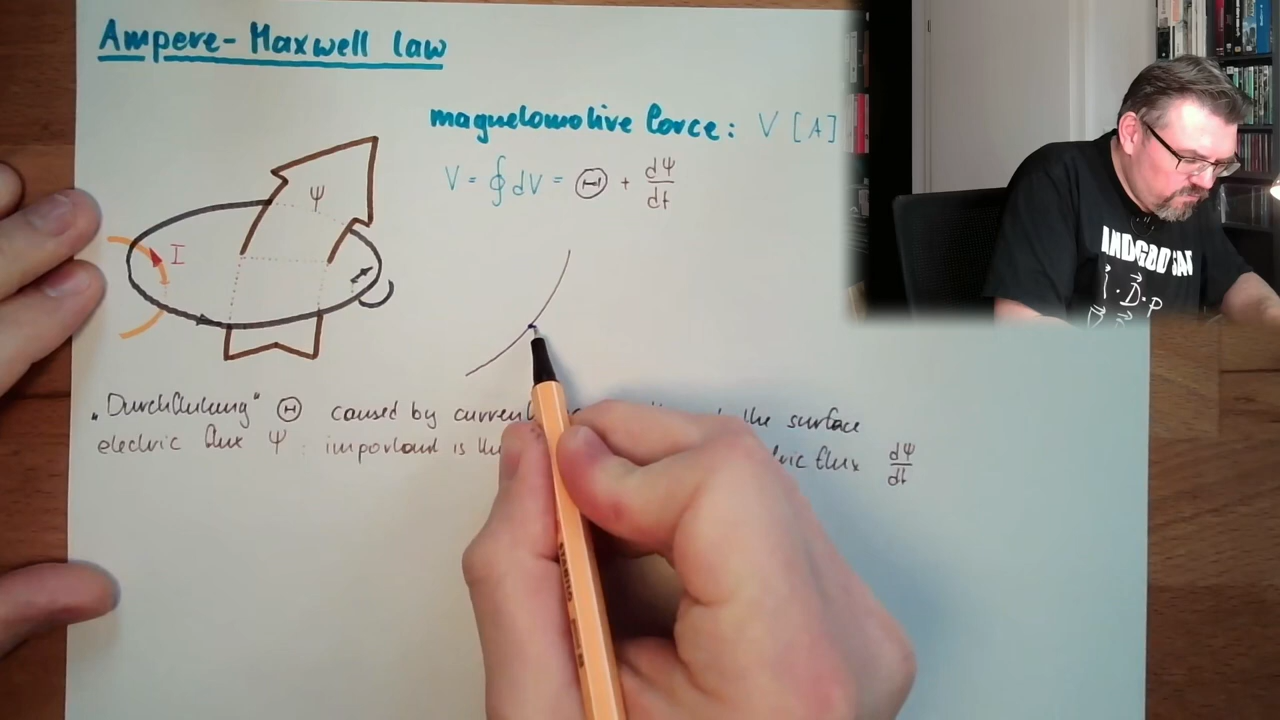 Ampere-Maxwell law
magnetomotive force: V [A]
V = ∮ dV = Θ + dΨ/dt
Ψ
I
"Durchflutung" Θ caused by current the surface
electric flux Ψ : important is the flux dΨ/dt
STABILO